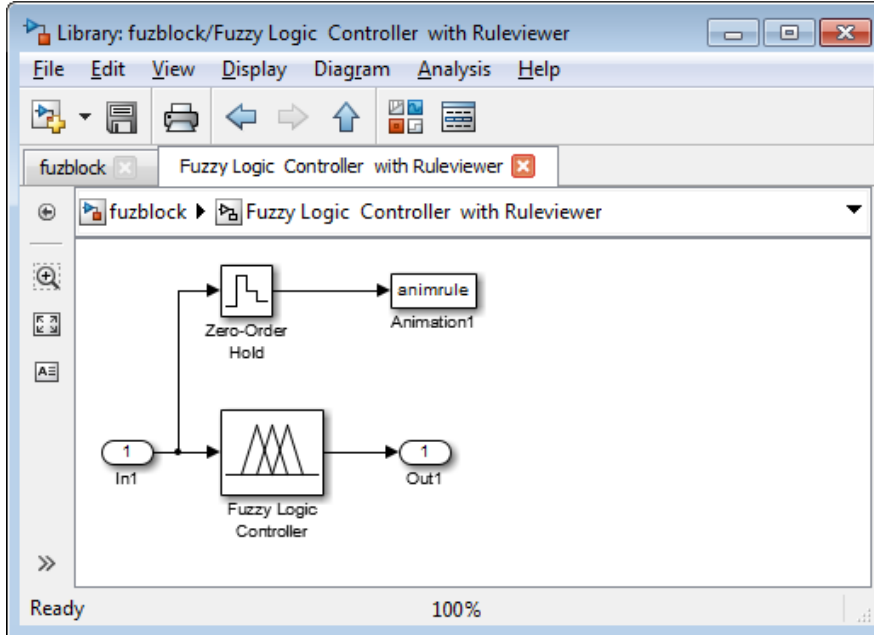 Library: fuzblock/Fuzzy Logic  Controller  with Ruleviewer
File Edit View Display Diagram Analysis Help
fuzblock Fuzzy Logic  Controller  with Ruleviewer
fuzblock Fuzzy Logic  Controller  with Ruleviewer
animrule
Zero-Order
Hold
Animation1
1
In1
1
Out1
Fuzzy Logic
Controller
Ready 100%